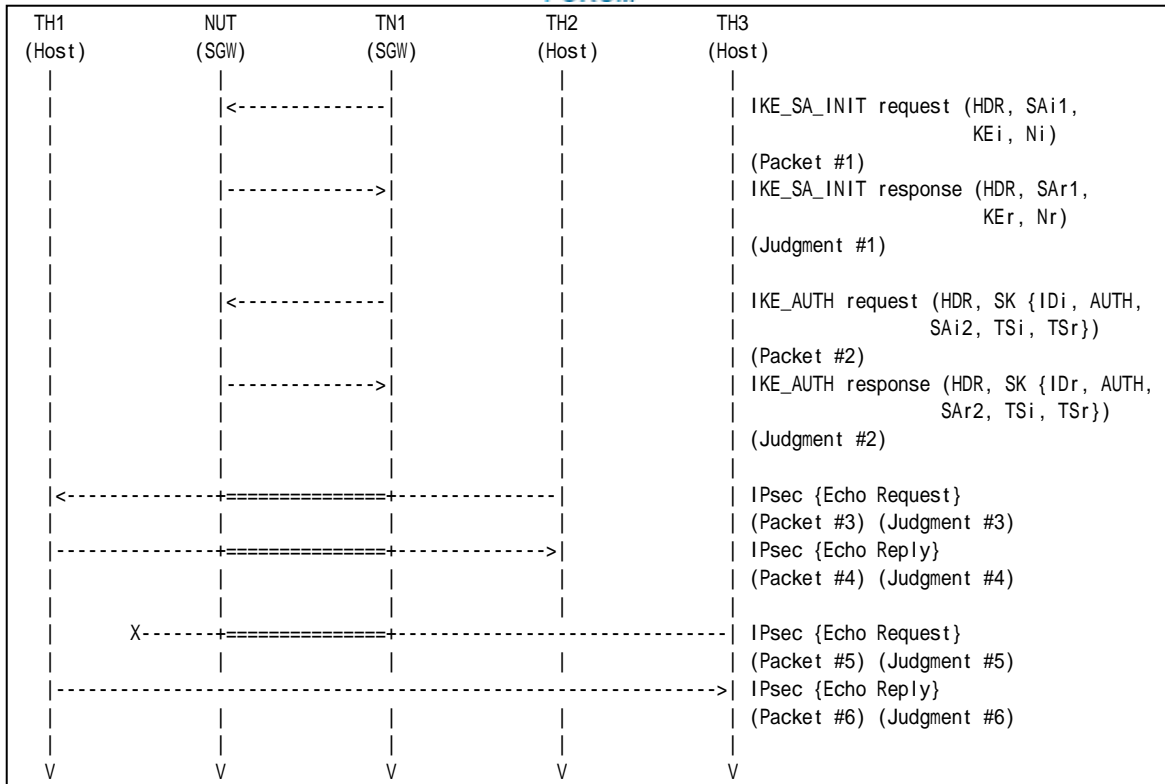 TH1 NUT TN1 TH2 TH3
(Host) (SGW) (SGW) (Host) (Host)
IKE_SA_INIT request (HDR, SAi1,
KEi, Ni)
(Packet #1)
IKE_SA_INIT response (HDR, SAr1,
KEr, Nr)
(Judgment #1)
IKE_AUTH request (HDR, SK {IDi, AUTH,
SAi2, TSi, TSr})
(Packet #2)
IKE_AUTH response (HDR, SK {IDr, AUTH,
SAr2, TSi, TSr})
(Judgment #2)
IPsec {Echo Request}
(Packet #3) (Judgment #3)
IPsec {Echo Reply}
(Packet #4) (Judgment #4)
X IPsec {Echo Request}
(Packet #5) (Judgment #5)
IPsec {Echo Reply}
(Packet #6) (Judgment #6)
V V V V V